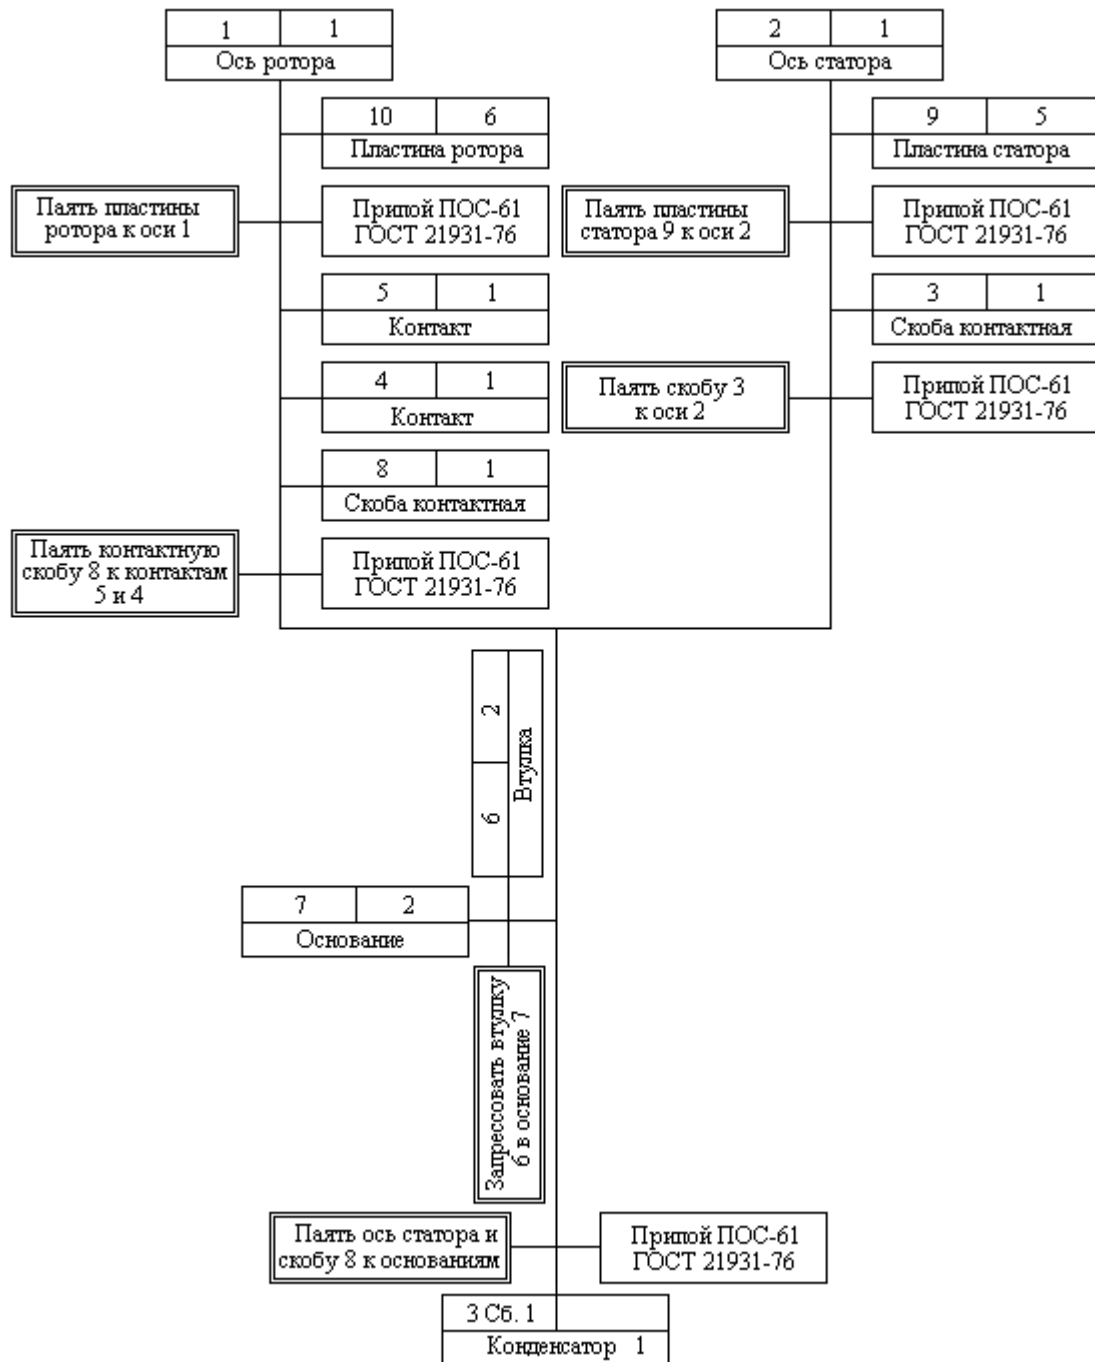 1 1
Ось ротора
2 1
Ось статора
10 6
Пластина ротора
9 5
Пластина статора
Паять пластины
ротора к оси 1
Припой ПОС-61
ГОСТ 21931-76
Паять пластины
статора 9 к оси 2
Припой ПОС-61
ГОСТ 21931-76
5 1
Контакт
3 1
Скоба контактная
4 1
Контакт
Паять скобу 3
к оси 2
Припой ПОС-61
ГОСТ 21931-76
8 1
Скоба контактная
Паять контактную
скобу 8 к контактам
5 и 4
Припой ПОС-61
ГОСТ 21931-76
6 2
Втулка
7 2
Основание
Запрессовать втулку
6 в основание 7
Паять ось статора и
скобу 8 к основаниям
Припой ПОС-61
ГОСТ 21931-76
3 Сб. 1
Конденсатор 1